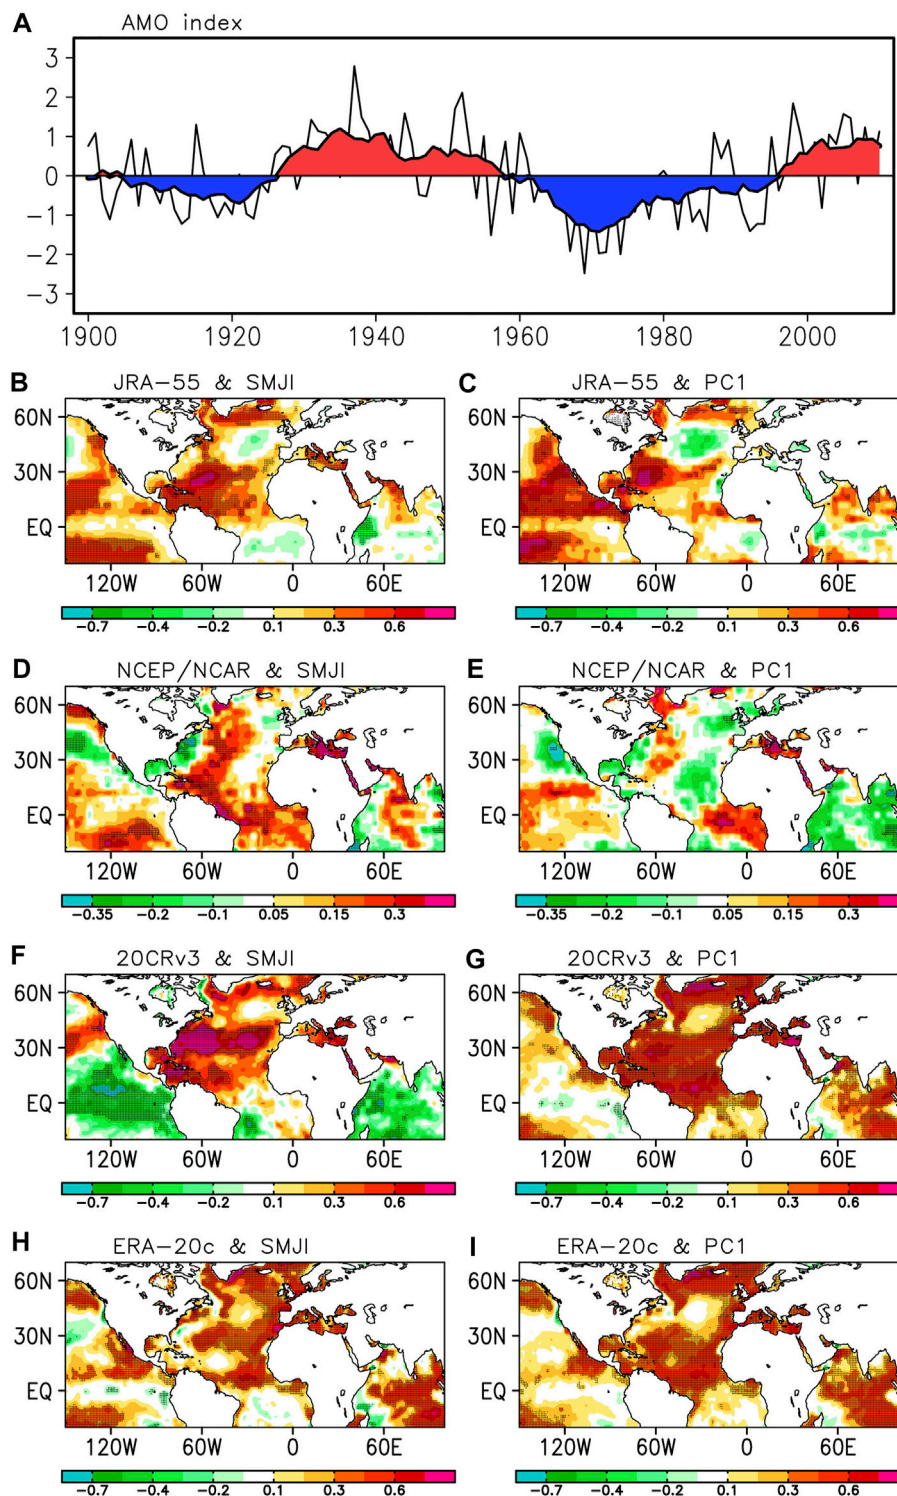 A AMO index
3
2
1
0
-1
-2
-3
1900 1920 1940 1960 1980 2000
B JRA-55 & SMJI
60N
30N
EQ
120W 60W 0 60E
-0.7 -0.4 -0.2 0.1 0.3 0.6
C JRA-55 & PC1
60N
30N
EQ
120W 60W 0 60E
-0.7 -0.4 -0.2 0.1 0.3 0.6
D NCEP/NCAR & SMJI
60N
30N
EQ
120W 60W 0 60E
-0.35 -0.2 -0.1 0.05 0.15 0.3
E NCEP/NCAR & PC1
60N
30N
EQ
120W 60W 0 60E
-0.35 -0.2 -0.1 0.05 0.15 0.3
F 20CRv3 & SMJI
60N
30N
EQ
120W 60W 0 60E
-0.7 -0.4 -0.2 0.1 0.3 0.6
G 20CRv3 & PC1
60N
30N
EQ
120W 60W 0 60E
-0.7 -0.4 -0.2 0.1 0.3 0.6
H ERA-20c & SMJI
60N
30N
EQ
120W 60W 0 60E
-0.7 -0.4 -0.2 0.1 0.3 0.6
I ERA-20c & PC1
60N
30N
EQ
120W 60W 0 60E
-0.7 -0.4 -0.2 0.1 0.3 0.6